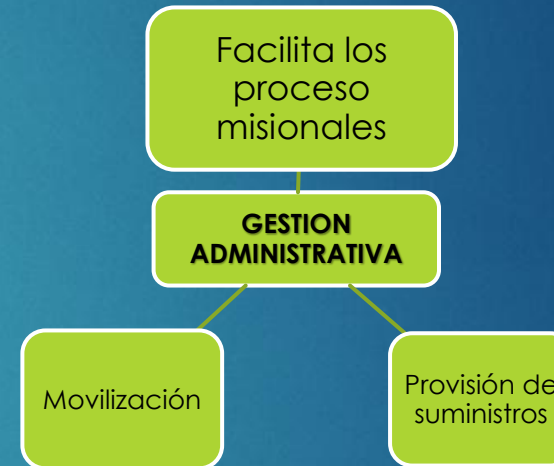 Facilita los
proceso
misionales
GESTION
ADMINISTRATIVA
Movilización
Provisión de
suministros